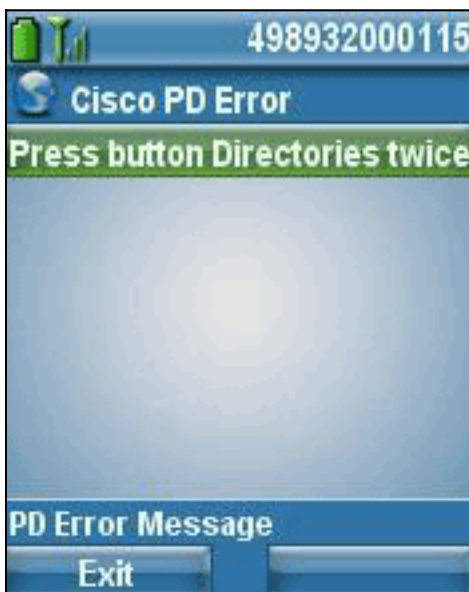 498932000115
Cisco PD Error
Press button Directories twice
PD Error Message
Exit